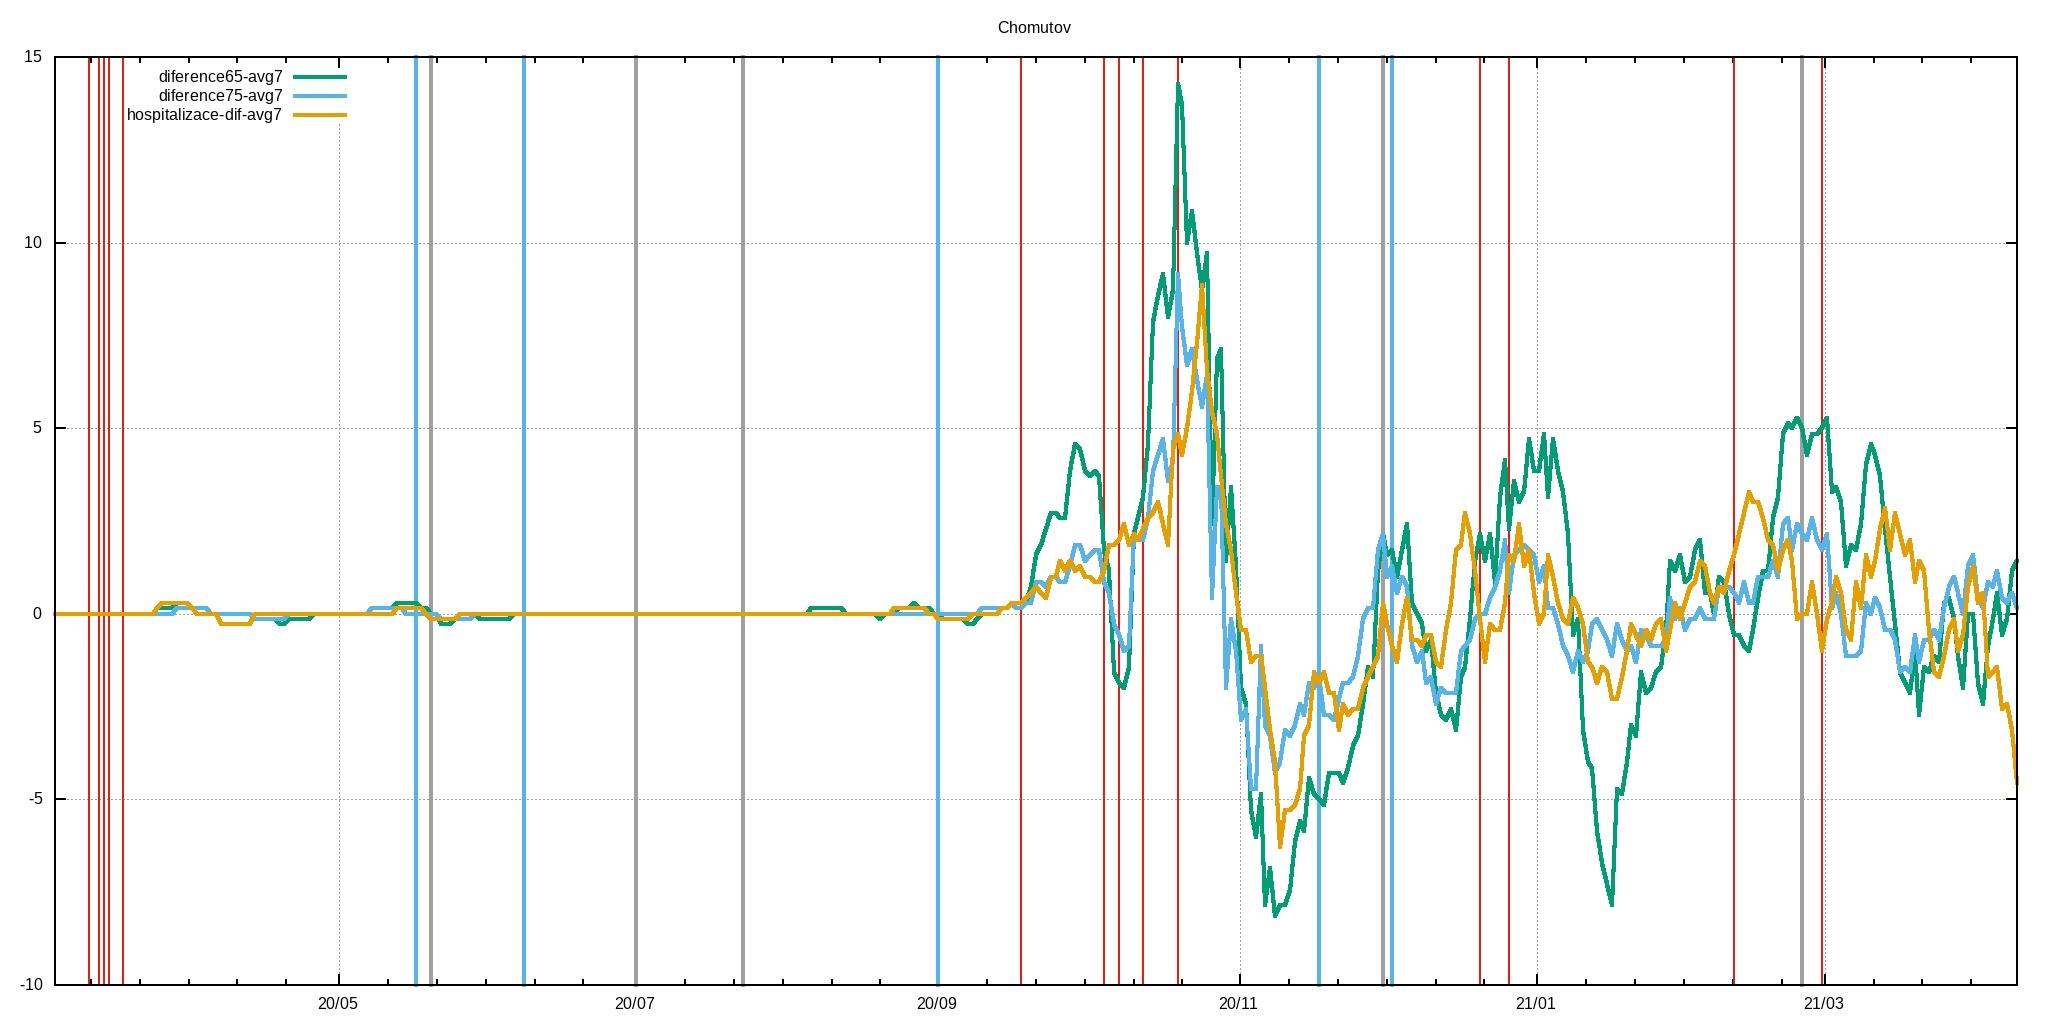 Chomutov
15
diference65-avg7
diference75-avg7
hospitalizace-dif-avg7
10
5
0
-5
-10
20/05 20/07 20/09 20/11 21/01 21/03